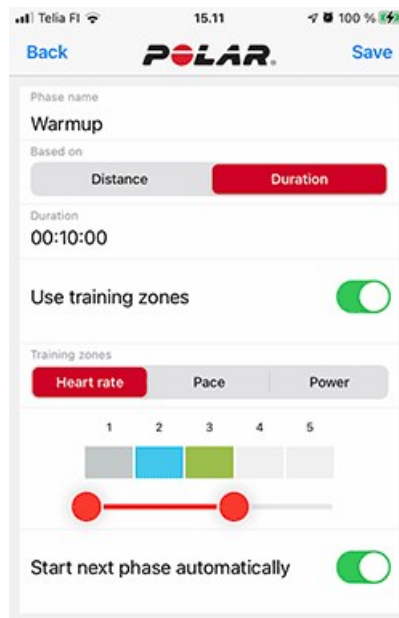 Telia FI 15.11 100 %
Back POLAR. Save
Phase name
Warmup
Based on
Distance Duration
Duration
00:10:00
Use training zones
Training zones
Heart rate Pace Power
1 2 3 4 5
Start next phase automatically